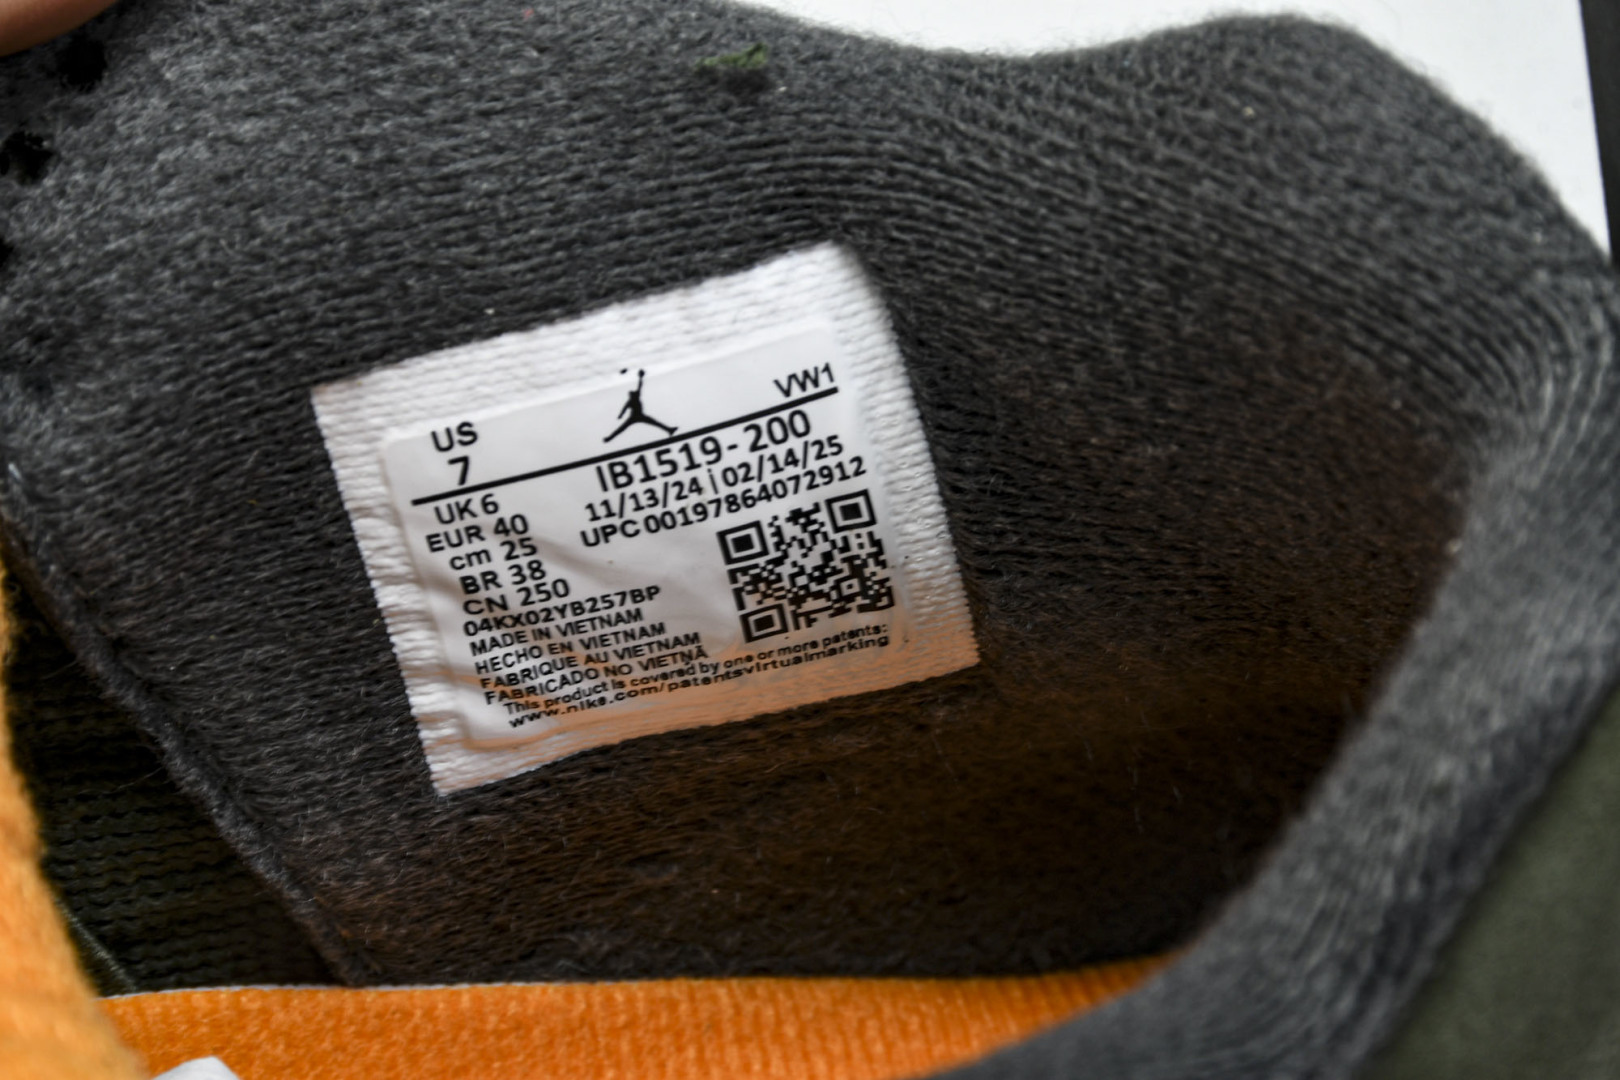 US
7
VW1
IB1519-200
11/13/24 | 02/14/25
UPC 00197864072912
UK 6
EUR 40
cm 25
BR 38
CN 250
04KX02YB257BP
MADE IN VIETNAM
HECHO EN VIETNAM
FABRIQUE AU VIETNAM
FABRICADO NO VIETNÃ
This product is covered by one or more patents:
www.nike.com/patentsvirtualmarking